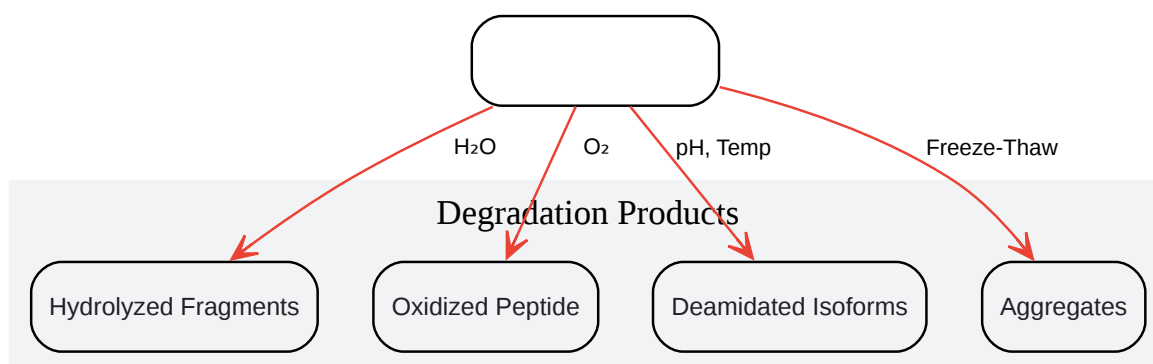 H₂O
O₂
pH, Temp
Freeze-Thaw
Degradation Products
Hydrolyzed Fragments
Oxidized Peptide
Deamidated Isoforms
Aggregates